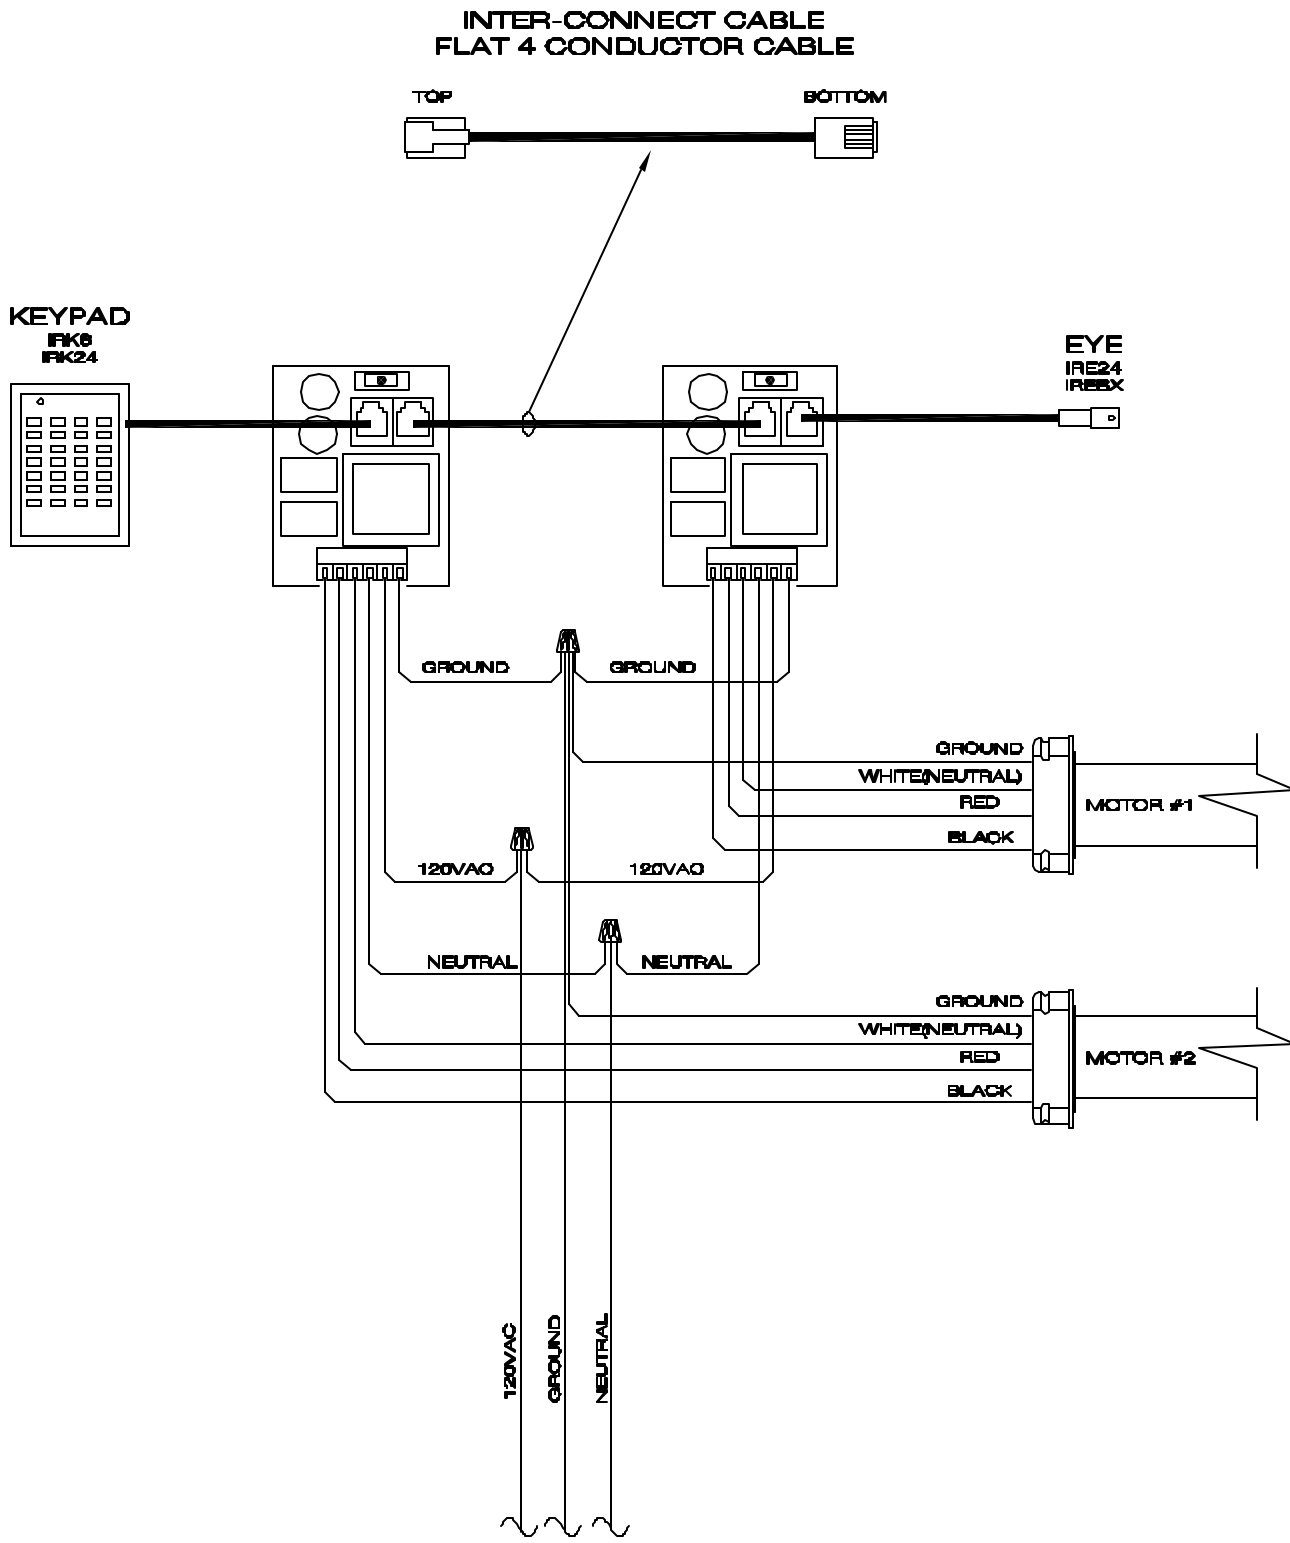 INTER-CONNECT CABLE
FLAT 4 CONDUCTOR CABLE
TOP
BOTTOM
KEYPAD
IRK6
IRK24
EYE
IRE24
IREBX
GROUND
GROUND
GROUND
WHITE(NEUTRAL)
RED
MOTOR #1
BLACK
120VAC
120VAC
NEUTRAL
NEUTRAL
GROUND
WHITE(NEUTRAL)
RED
MOTOR #2
BLACK
120VAC
GROUND
NEUTRAL